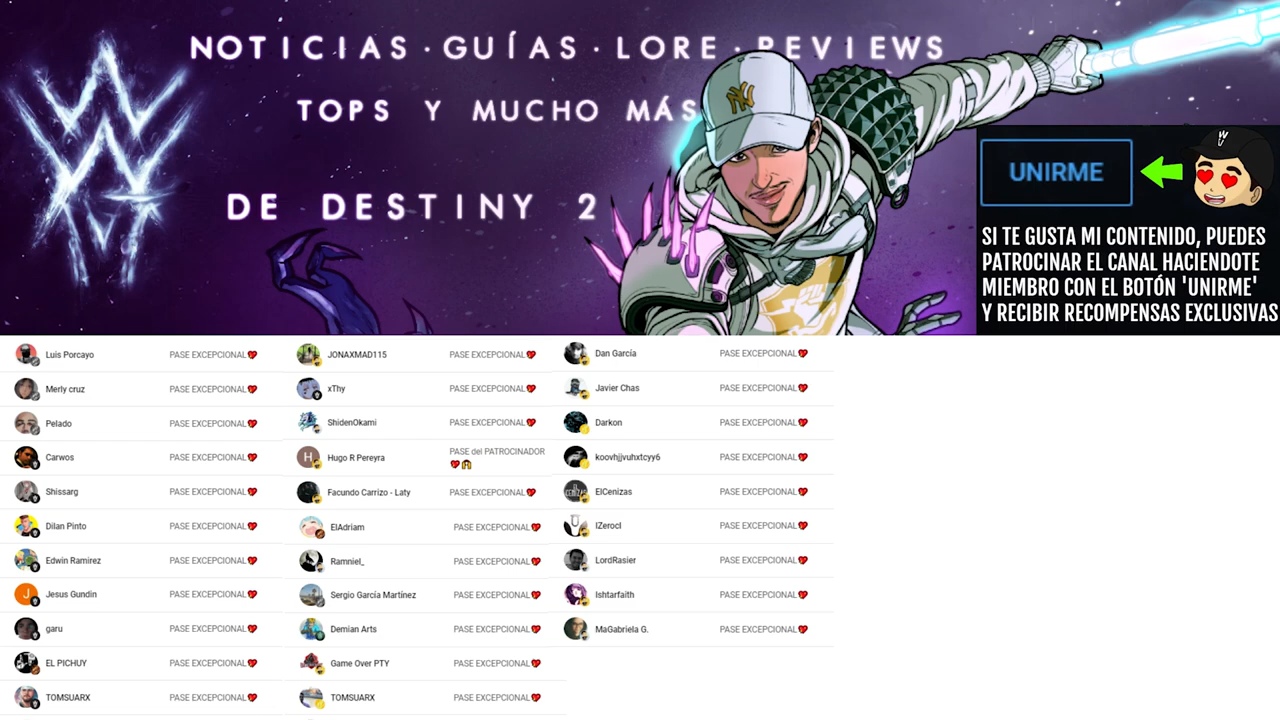 NOTICIAS · GUÍAS · LORE · REVIEWS
TOPS Y MUCHO MÁS
DE DESTINY 2
UNIRME
SI TE GUSTA MI CONTENIDO, PUEDES
PATROCINAR EL CANAL HACIENDOTE
MIEMBRO CON EL BOTÓN 'UNIRME'
Y RECIBIR RECOMPENSAS EXCLUSIVAS
Luis Porcayo PASE EXCEPCIONAL
Merly cruz PASE EXCEPCIONAL
Pelado PASE EXCEPCIONAL
Carwos PASE EXCEPCIONAL
Shissarg PASE EXCEPCIONAL
Dilan Pinto PASE EXCEPCIONAL
Edwin Ramirez PASE EXCEPCIONAL
J Jesus Gundin PASE EXCEPCIONAL
garu PASE EXCEPCIONAL
EL PICHUY PASE EXCEPCIONAL
TOMSUARX PASE EXCEPCIONAL
JONAXMAD115 PASE EXCEPCIONAL
xThy PASE EXCEPCIONAL
ShidenOkami PASE EXCEPCIONAL
H Hugo R Pereyra PASE del PATROCINADOR
Facundo Carrizo - Laty PASE EXCEPCIONAL
ElAdriam PASE EXCEPCIONAL
Ramniel_ PASE EXCEPCIONAL
Sergio García Martínez PASE EXCEPCIONAL
Demian Arts PASE EXCEPCIONAL
Game Over PTY PASE EXCEPCIONAL
TOMSUARX PASE EXCEPCIONAL
Dan García PASE EXCEPCIONAL
Javier Chas PASE EXCEPCIONAL
Darkon PASE EXCEPCIONAL
koovhjjvuhxtcyy6 PASE EXCEPCIONAL
ElCenizas PASE EXCEPCIONAL
IZerocI PASE EXCEPCIONAL
LordRasier PASE EXCEPCIONAL
Ishtarfaith PASE EXCEPCIONAL
MaGabriela G. PASE EXCEPCIONAL